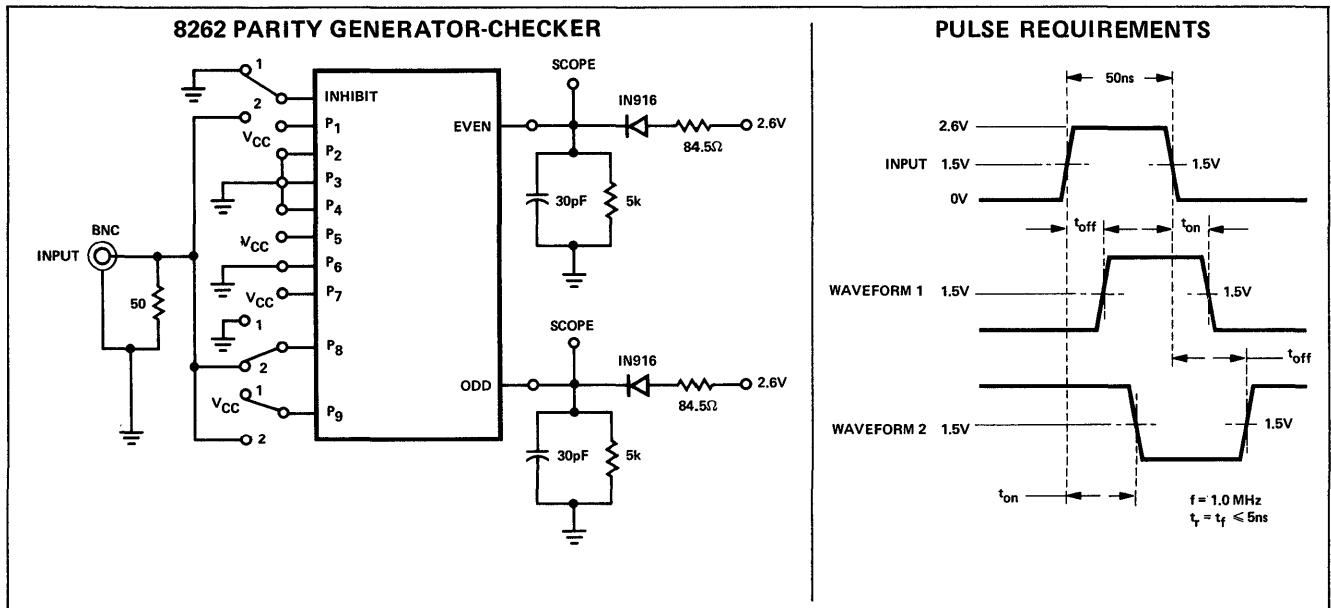 8262 PARITY GENERATOR-CHECKER
1
INHIBIT
2
P1
VCC
P2
P3
P4
VCC
P5
P6
VCC
P7
1
P8
2
1
VCC
P9
2
BNC
INPUT
50
EVEN
SCOPE
IN916
84.5Ω
2.6V
30pF
5k
ODD
SCOPE
IN916
84.5Ω
2.6V
30pF
5k
PULSE REQUIREMENTS
50ns
2.6V
INPUT 1.5V
1.5V
0V
toff
ton
WAVEFORM 1 1.5V
1.5V
toff
WAVEFORM 2 1.5V
1.5V
ton
f = 1.0 MHz
tr = tf ≤ 5ns